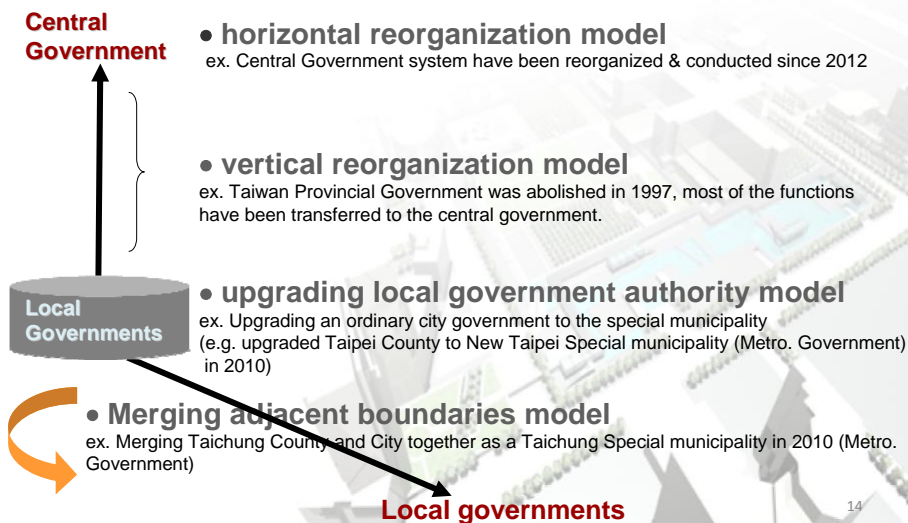 Central
Government
• horizontal reorganization model
ex. Central Government system have been reorganized & conducted since 2012
• vertical reorganization model
ex. Taiwan Provincial Government was abolished in 1997, most of the functions
have been transferred to the central government.
Local
Governments
• upgrading local government authority model
ex. Upgrading an ordinary city government to the special municipality
(e.g. upgraded Taipei County to New Taipei Special municipality (Metro. Government)
in 2010)
• Merging adjacent boundaries model
ex. Merging Taichung County and City together as a Taichung Special municipality in 2010 (Metro.
Government)
Local governments
14